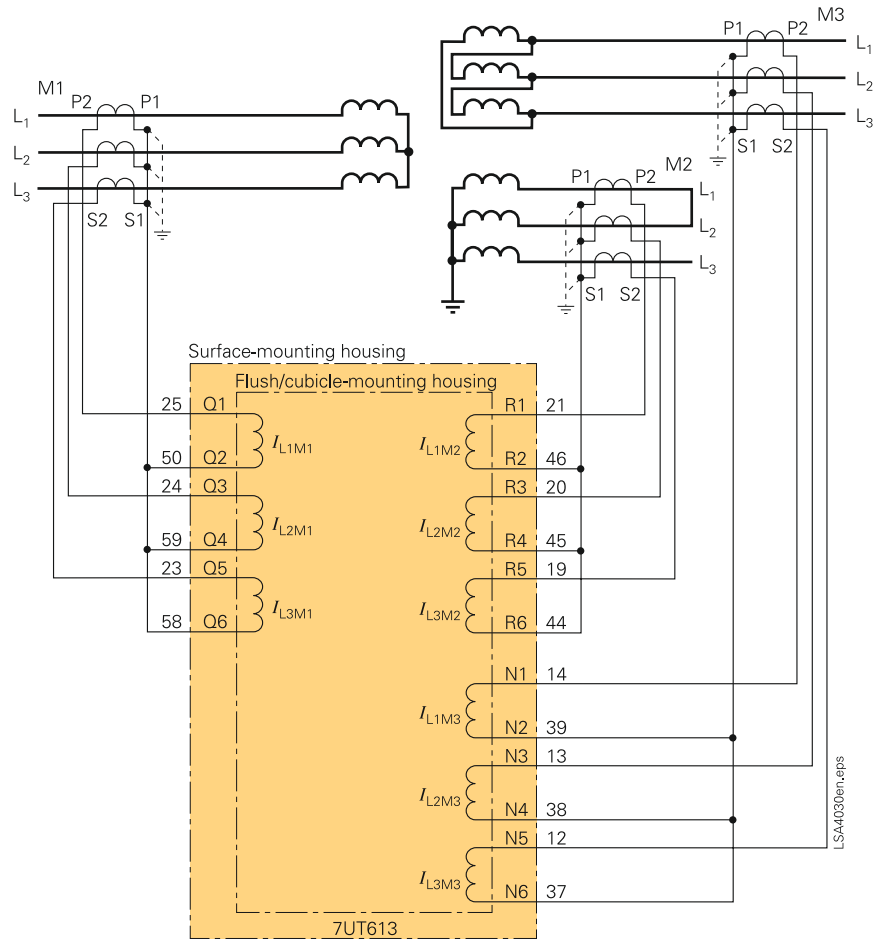 M3
P1 P2
L1
L2
L3
S1 S2
M1
P2 P1
L1
L2
L3
S2 S1
M2
P1 P2
L1
L2
L3
S1 S2
Surface-mounting housing
Flush/cubicle-mounting housing
25 Q1
IL1M1
50 Q2
24 Q3
IL2M1
59 Q4
23 Q5
IL3M1
58 Q6
R1 21
IL1M2
R2 46
R3 20
IL2M2
R4 45
R5 19
IL3M2
R6 44
N1 14
IL1M3
N2 39
N3 13
IL2M3
N4 38
N5 12
IL3M3
N6 37
7UT613
LSA4030en.eps